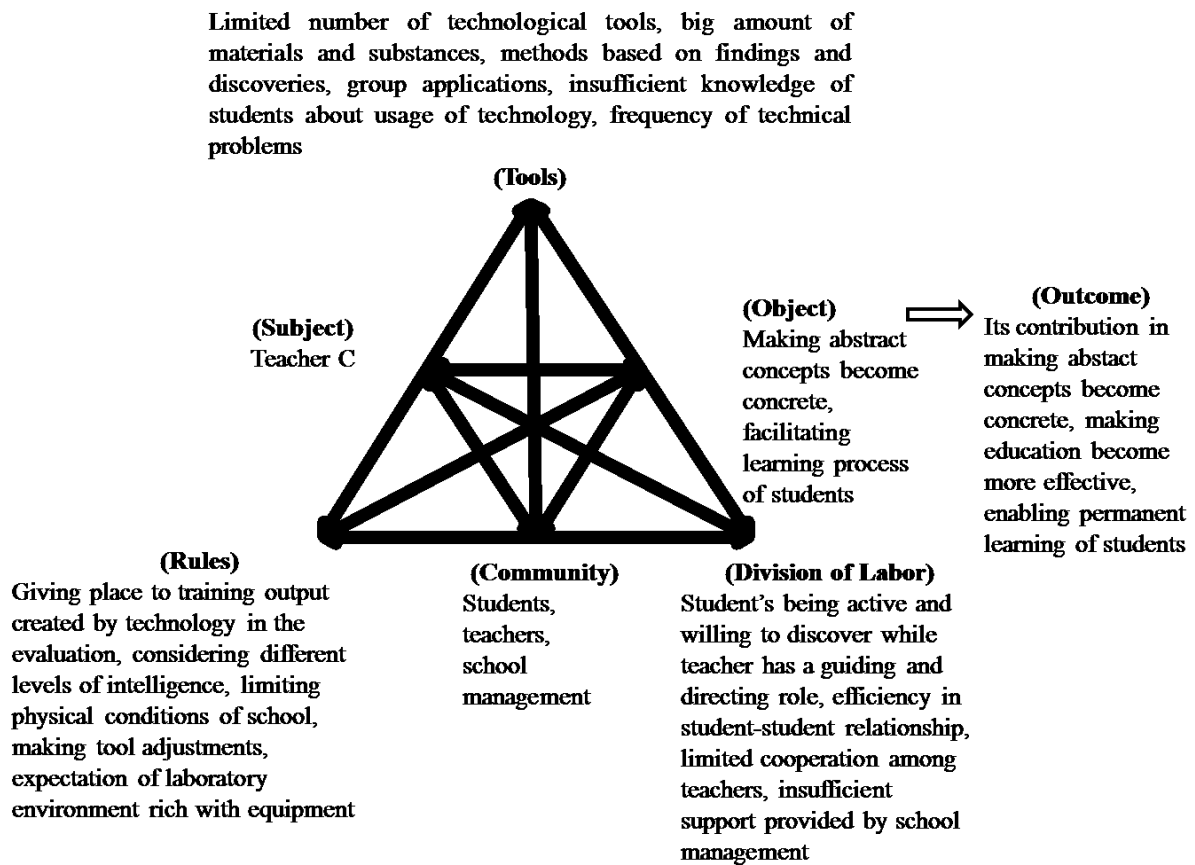 Limited number of technological tools, big amount of
materials and substances, methods based on findings and
discoveries, group applications, insufficient knowledge of
students about usage of technology, frequency of technical
problems
(Tools)
(Subject)
Teacher C
(Object)
Making abstract
concepts become
concrete,
facilitating
learning process
of students
(Outcome)
Its contribution in
making abstact
concepts become
concrete, making
education become
more effective,
enabling permanent
learning of students
(Rules)
Giving place to training output
created by technology in the
evaluation, considering different
levels of intelligence, limiting
physical conditions of school,
making tool adjustments,
expectation of laboratory
environment rich with equipment
(Community)
Students,
teachers,
school
management
(Division of Labor)
Student's being active and
willing to discover while
teacher has a guiding and
directing role, efficiency in
student-student relationship,
limited cooperation among
teachers, insufficient
support provided by school
management